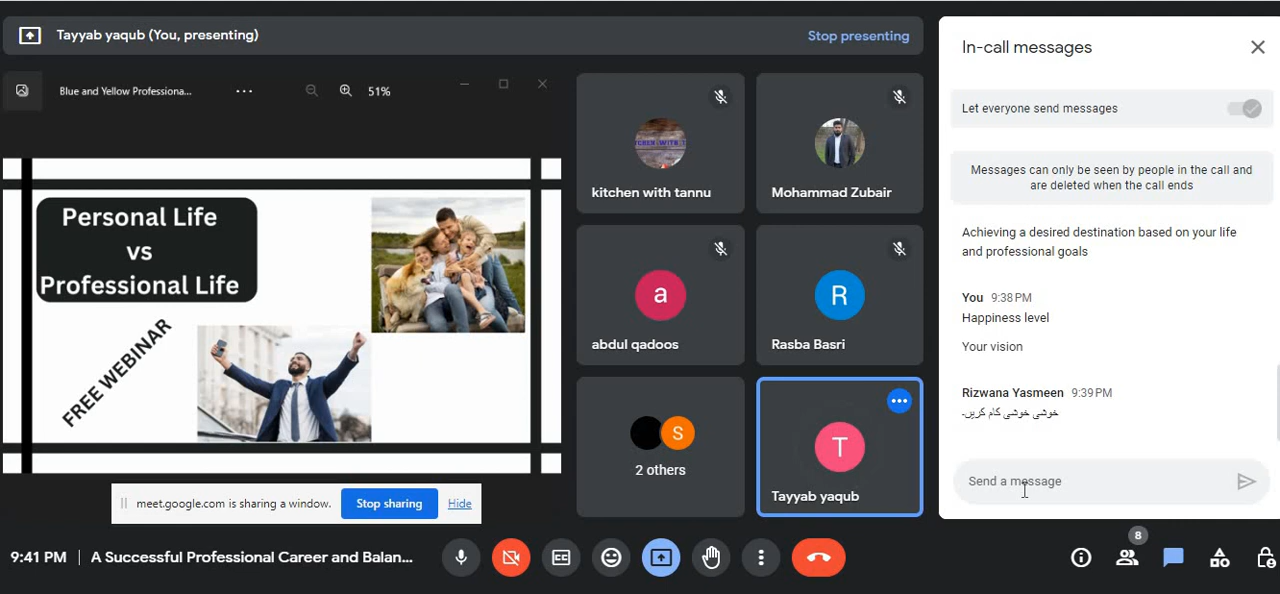 Tayyab yaqub (You, presenting)
Stop presenting
Blue and Yellow Professiona...
51%
Personal Life
vs
Professional Life
FREE WEBINAR
meet.google.com is sharing a window.
Stop sharing
Hide
kitchen with tannu
Mohammad Zubair
a
abdul qadoos
R
Rasba Basri
S
2 others
T
Tayyab yaqub
In-call messages
Let everyone send messages
Messages can only be seen by people in the call and
are deleted when the call ends
Achieving a desired destination based on your life
and professional goals
You 9:38 PM
Happiness level
Your vision
Rizwana Yasmeen 9:39 PM
خوشی خوشی کام کریں۔
Send a message
9:41 PM | A Successful Professional Career and Balan...
8